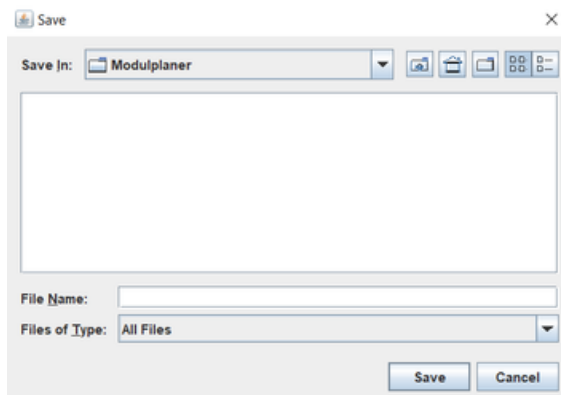 Save
Save In: Modulplaner
File Name:
Files of Type: All Files
Save Cancel